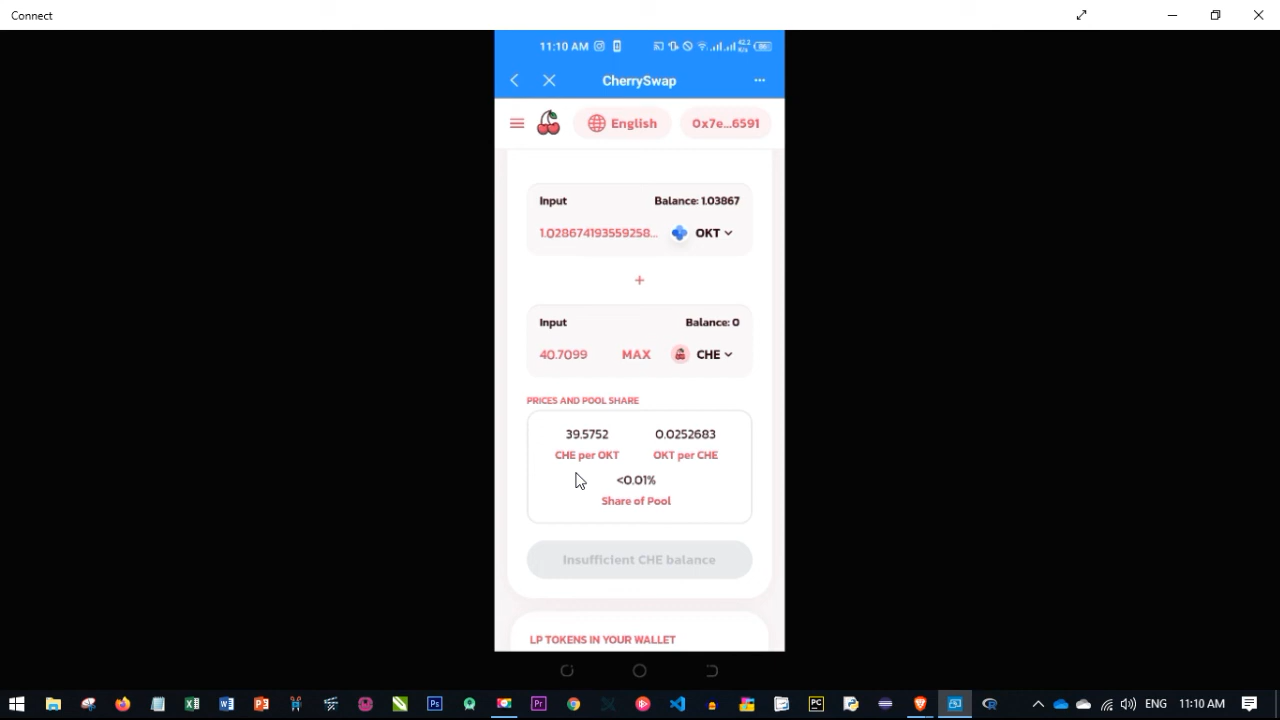 Connect
11:10 AM
CherrySwap
English 0x7e...6591
Input Balance: 1.03867
1.028674193559258... OKT
+
Input Balance: 0
40.7099 MAX CHE
PRICES AND POOL SHARE
39.5752 0.0252683
CHE per OKT OKT per CHE
<0.01%
Share of Pool
Insufficient CHE balance
LP TOKENS IN YOUR WALLET
ENG 11:10 AM